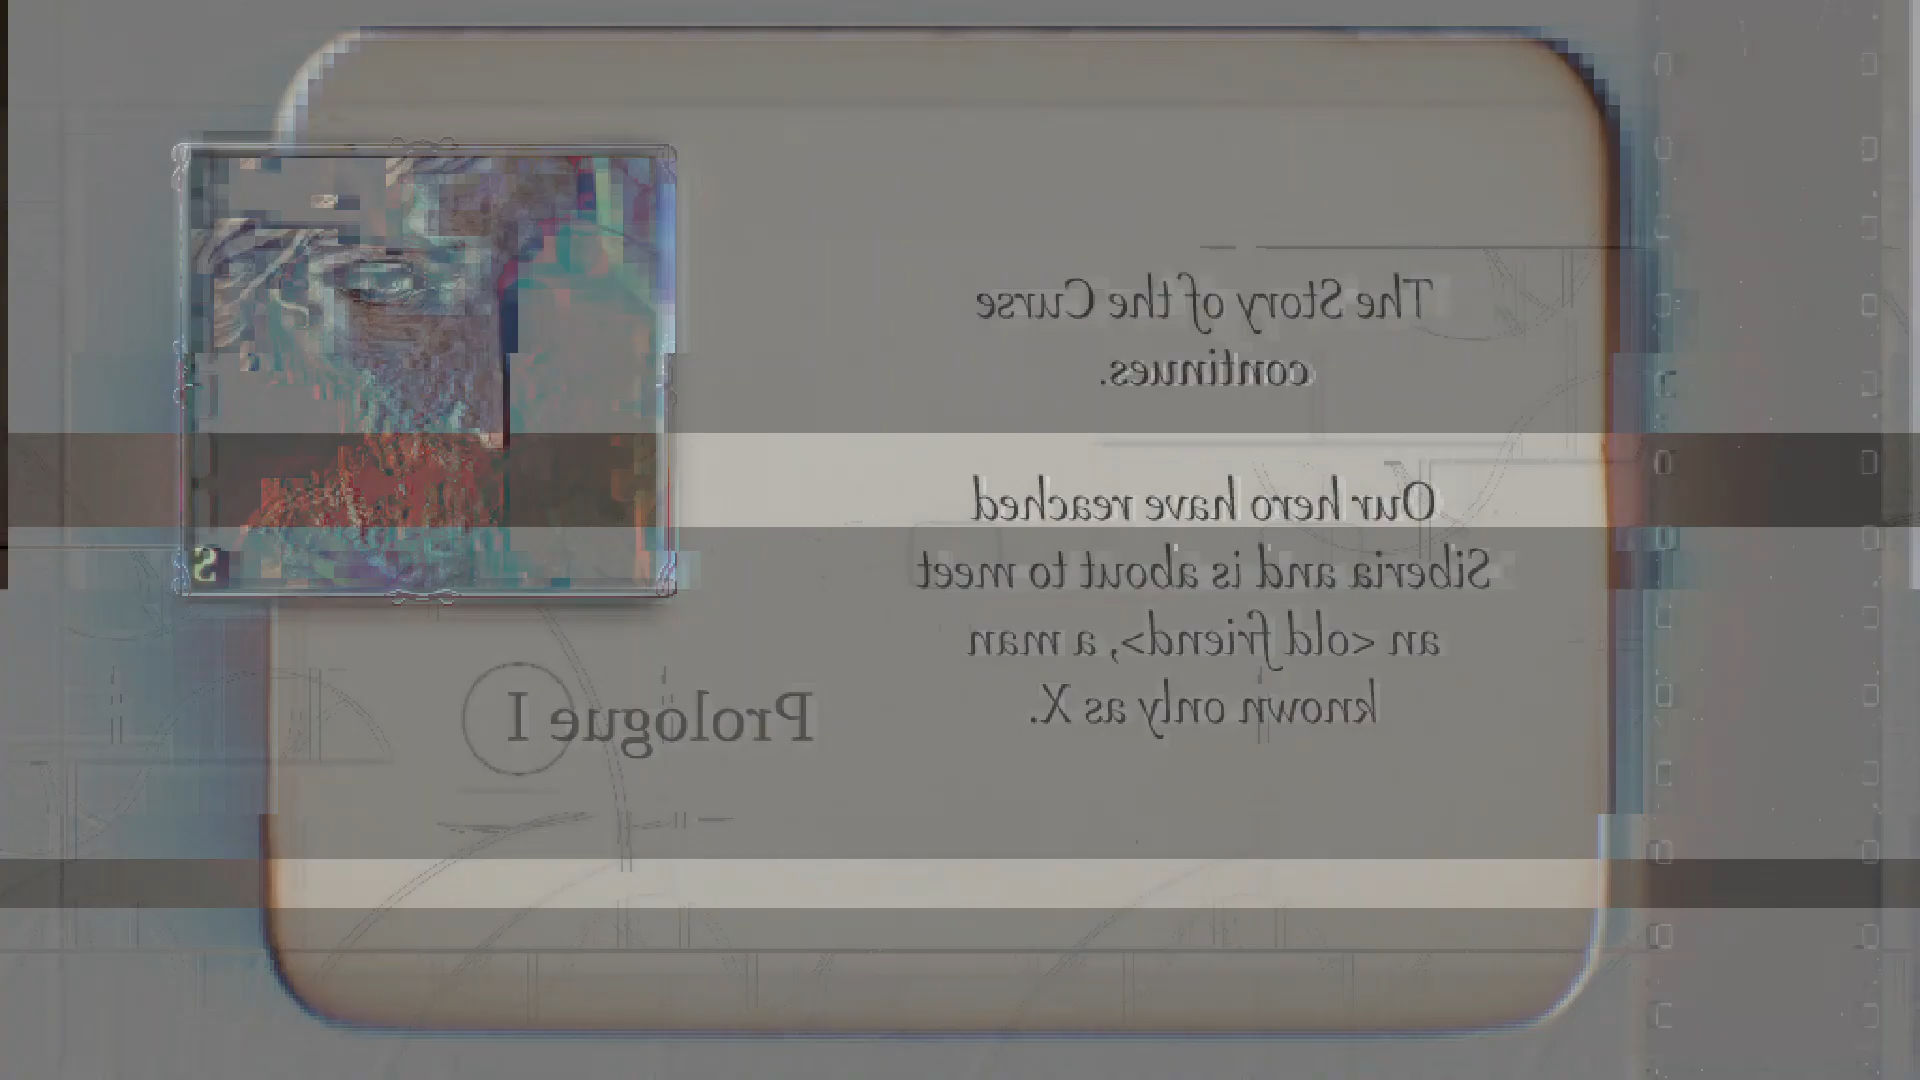 The Story of the Curse
continues.
Our hero have reached
Siberia and is about to meet
an <old friend>, a man
known only as X.
Prologue I
S